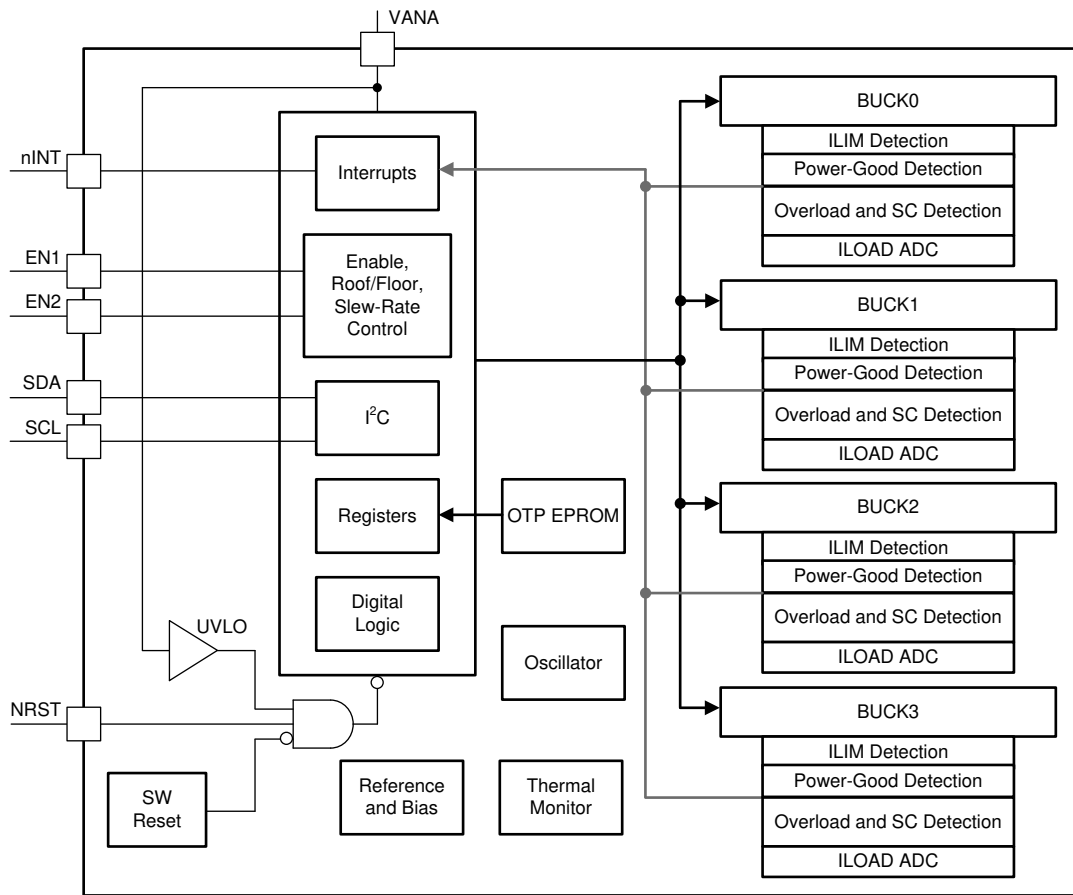 VANA
nINT
EN1
EN2
SDA
SCL
NRST
Interrupts
Enable,
Roof/Floor,
Slew-Rate
Control
I²C
Registers
Digital
Logic
UVLO
SW
Reset
OTP EPROM
Oscillator
Reference
and Bias
Thermal
Monitor
BUCK0
ILIM Detection
Power-Good Detection
Overload and SC Detection
ILOAD ADC
BUCK1
ILIM Detection
Power-Good Detection
Overload and SC Detection
ILOAD ADC
BUCK2
ILIM Detection
Power-Good Detection
Overload and SC Detection
ILOAD ADC
BUCK3
ILIM Detection
Power-Good Detection
Overload and SC Detection
ILOAD ADC